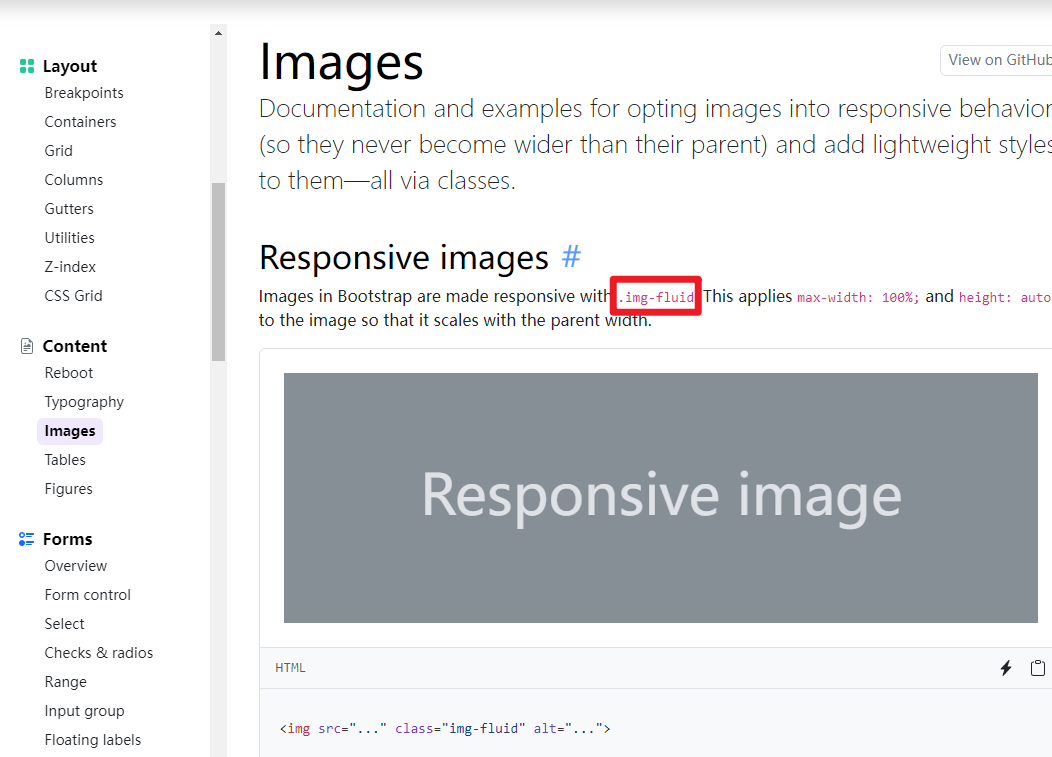 Layout
Breakpoints
Containers
Grid
Columns
Gutters
Utilities
Z-index
CSS Grid
Content
Reboot
Typography
Images
Tables
Figures
Forms
Overview
Form control
Select
Checks & radios
Range
Input group
Floating labels
Images
View on GitHub
Documentation and examples for opting images into responsive behavior
(so they never become wider than their parent) and add lightweight styles
to them—all via classes.
Responsive images #
Images in Bootstrap are made responsive with .img-fluid This applies max-width: 100%; and height: auto
to the image so that it scales with the parent width.
Responsive image
HTML
<img src="..." class="img-fluid" alt="...">